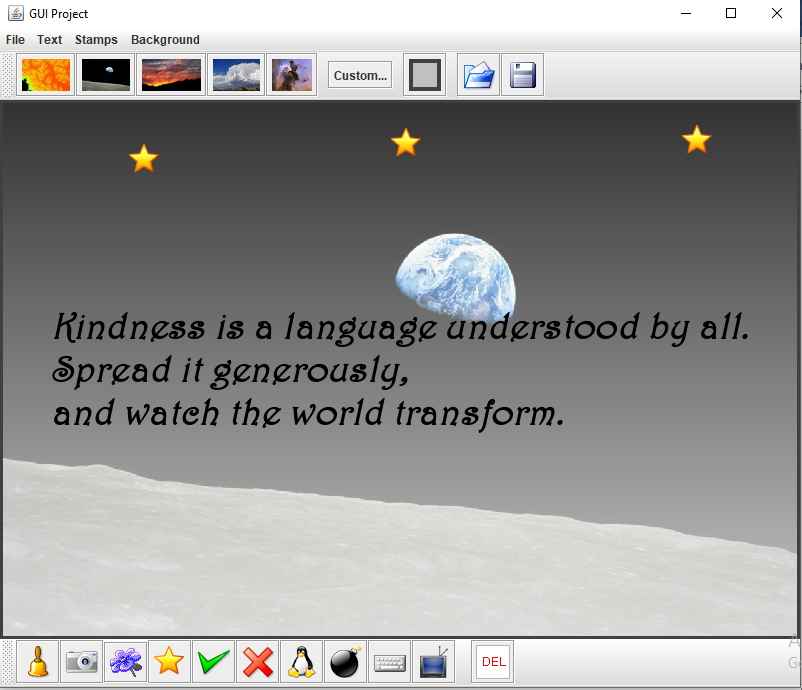 GUI Project
File Text Stamps Background
Custom...
Kindness is a language understood by all.
Spread it generously,
and watch the world transform.
DEL